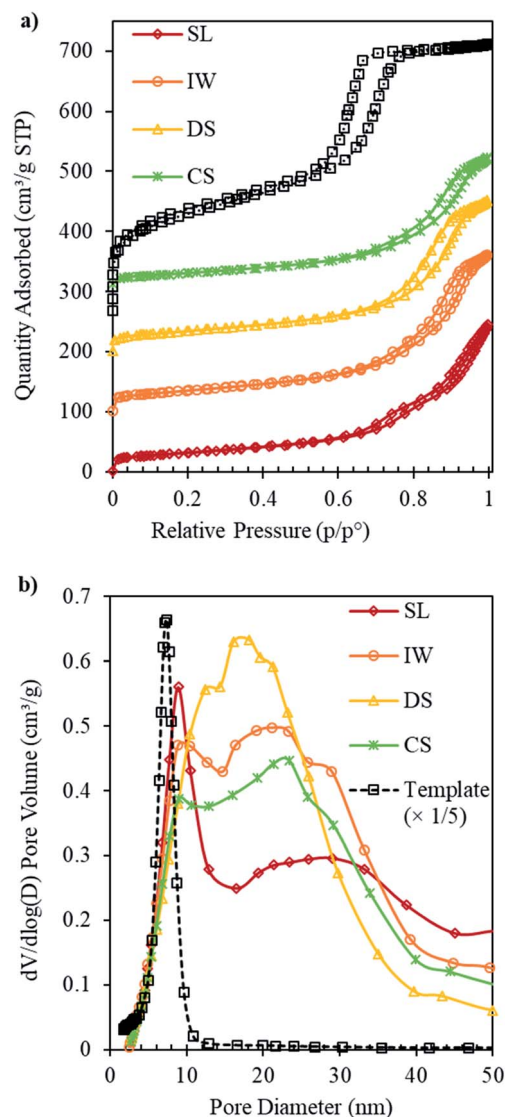 a)
SL
IW
DS
CS
700
600
500
400
300
200
100
0
0 0.2 0.4 0.6 0.8 1
Quantity Adsorbed (cm³/g STP)
Relative Pressure (p/p°)
b)
SL
IW
DS
CS
Template
(× 1/5)
0.7
0.6
0.5
0.4
0.3
0.2
0.1
0
0 10 20 30 40 50
dV/dlog(D) Pore Volume (cm³/g)
Pore Diameter (nm)